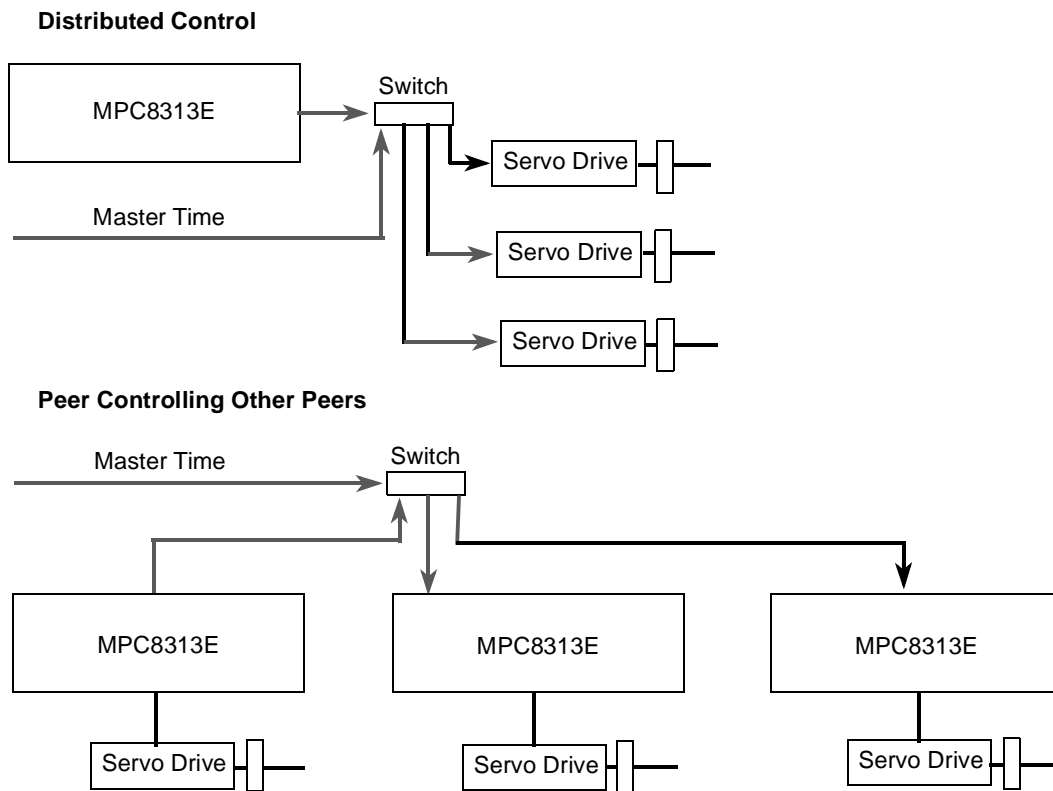 Distributed Control
Switch
MPC8313E
Servo Drive
Master Time
Servo Drive
Servo Drive
Peer Controlling Other Peers
Master Time
Switch
MPC8313E
MPC8313E
MPC8313E
Servo Drive
Servo Drive
Servo Drive